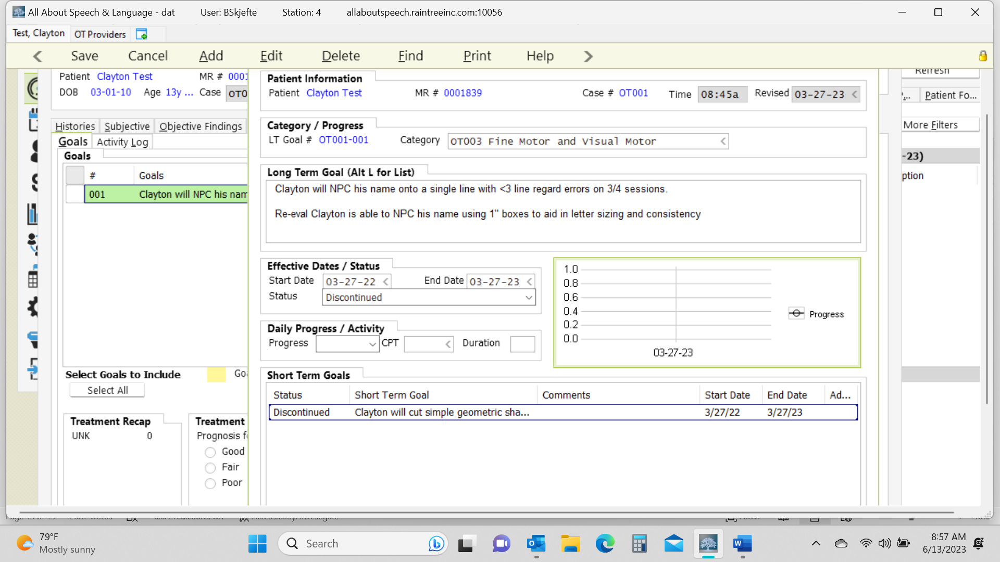 All About Speech & Language - dat User: BSkjefte Station: 4 allaboutspeech.raintreeinc.com:10056
Test, Clayton OT Providers
Save Cancel Add Edit Delete Find Print Help
Patient Clayton Test MR # 0001
DOB 03-01-10 Age 13y ... Case OT0
Histories Subjective Objective Findings
Goals Activity Log
Goals
# Goals
001 Clayton will NPC his nam
Select Goals to Include Goa
Select All
Treatment Recap
UNK 0
Treatment
Prognosis f
Good
Fair
Poor
Patient Information
Patient Clayton Test MR # 0001839 Case # OT001 Time 08:45a Revised 03-27-23
Category / Progress
LT Goal # OT001-001 Category OT003 Fine Motor and Visual Motor
Long Term Goal (Alt L for List)
Clayton will NPC his name onto a single line with <3 line regard errors on 3/4 sessions.
Re-eval Clayton is able to NPC his name using 1" boxes to aid in letter sizing and consistency
Effective Dates / Status
Start Date 03-27-22 End Date 03-27-23
Status Discontinued
Daily Progress / Activity
Progress CPT Duration
1.0
0.8
0.6
0.4
0.2
0.0
03-27-23
Progress
Short Term Goals
Status Short Term Goal Comments Start Date End Date Ad...
Discontinued Clayton will cut simple geometric sha... 3/27/22 3/27/23
Refresh
Patient Fo...
More Filters
-23)
ption
79°F
Mostly sunny
Search
8:57 AM
6/13/2023